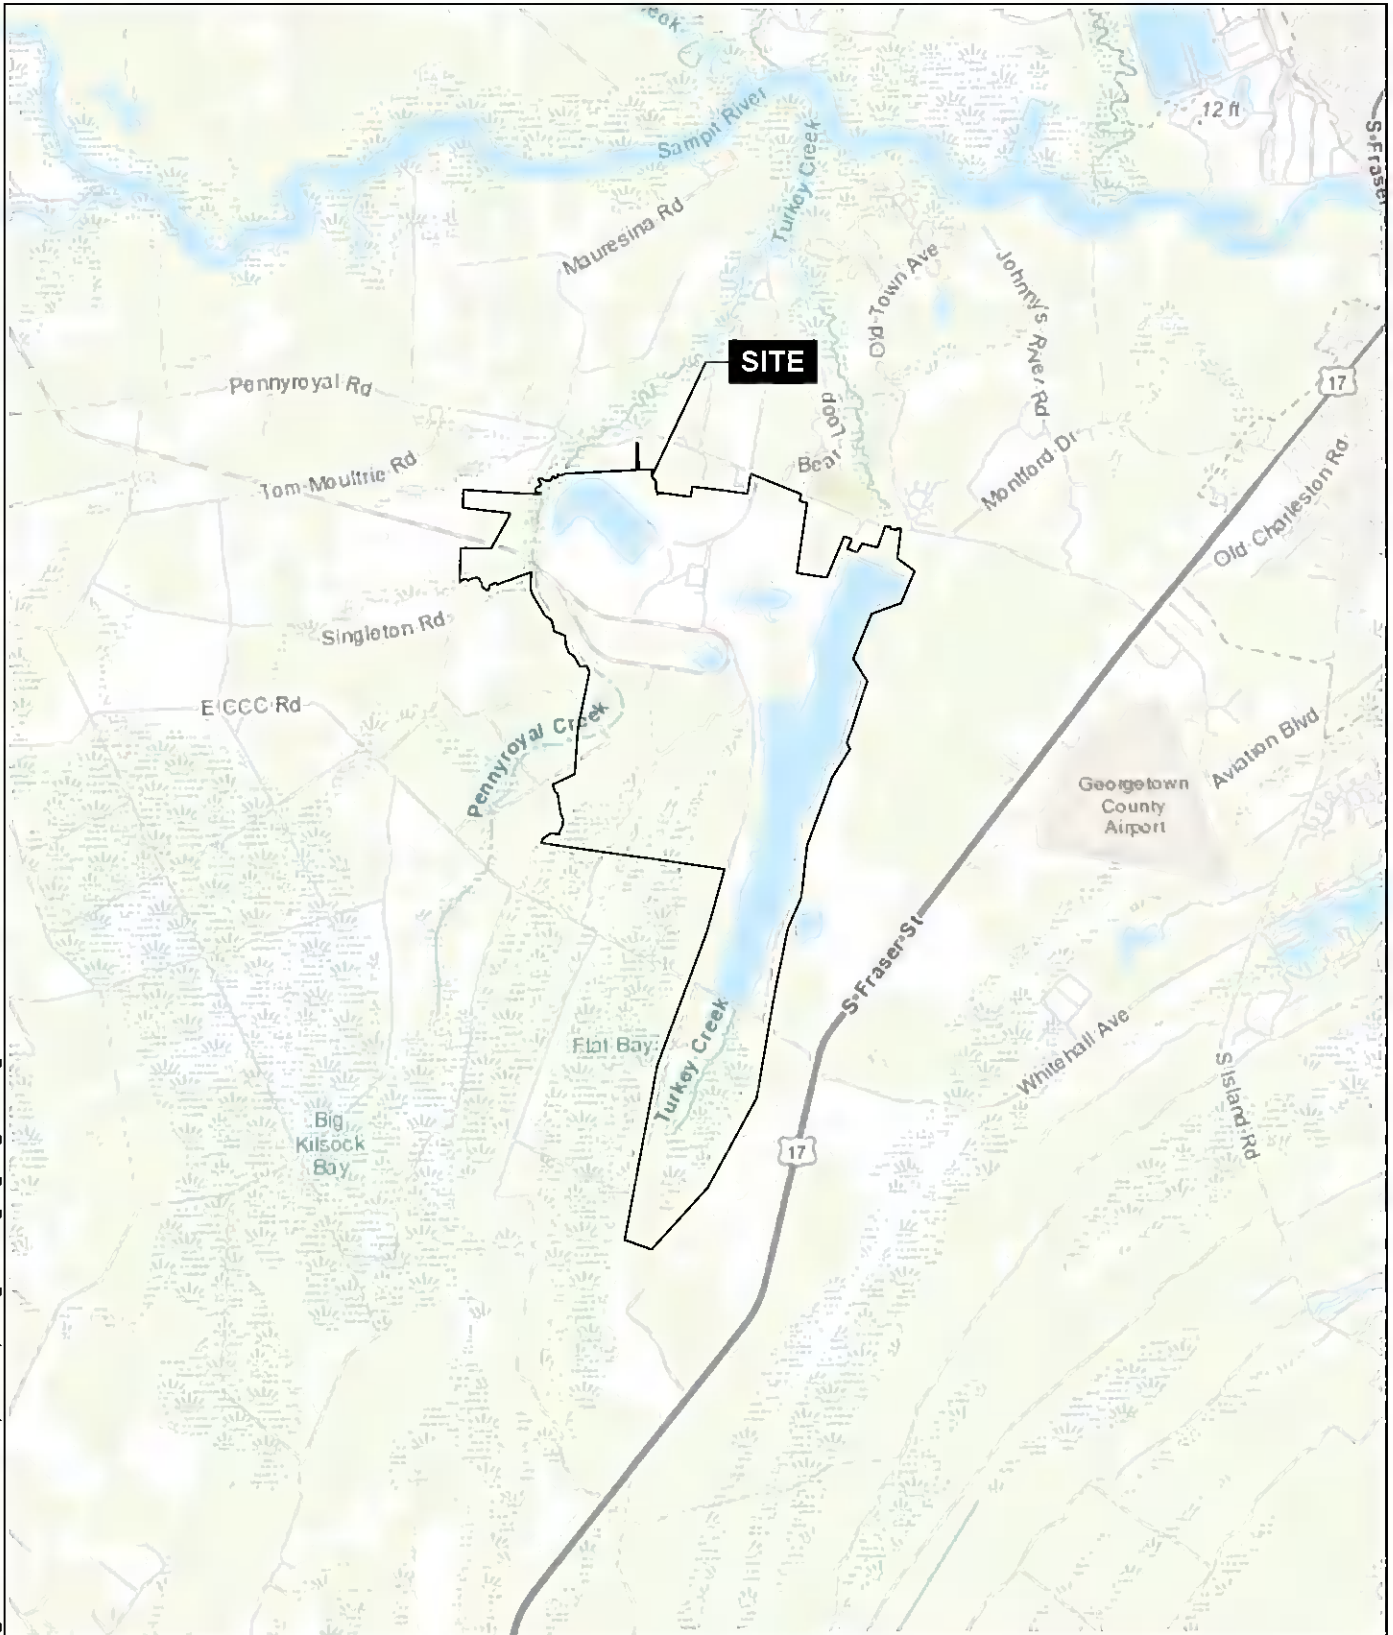 eek
12 ft
S Fraser
Sampit River
Turkey Creek
Mauresina Rd
Old Town Ave
Johnny's River Rd
SITE
17
Pennyroyal Rd
Loop
Bear
Montford Dr
Tom Moultrie Rd
Old Charleston Rd
Singleton Rd
E CCC Rd
Pennyroyal Creek
Aviation Blvd
Georgetown
County
Airport
S Fraser St
Flat Bay
Turkey Creek
Whitehall Ave
S Island Rd
Big
Kilsock
Bay
17